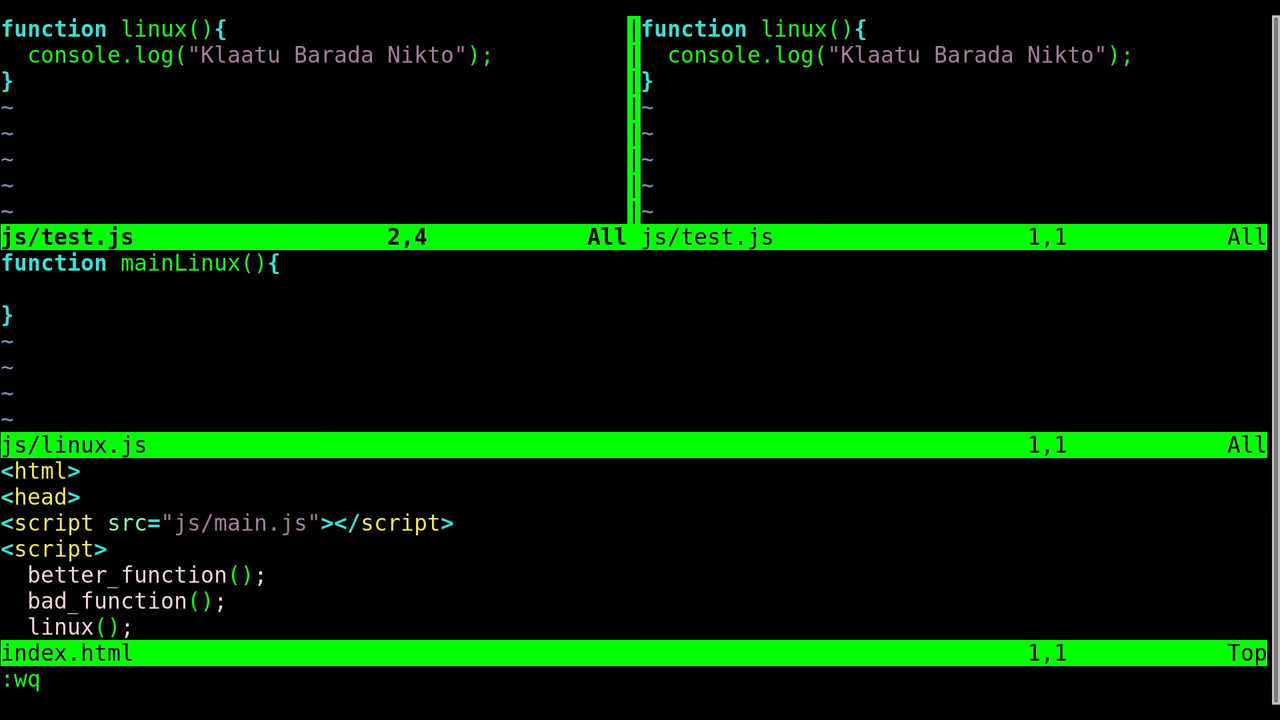 function linux(){
  console.log("Klaatu Barada Nikto");
}
~
~
~
~
~
js/test.js 2,4 All
function linux(){
  console.log("Klaatu Barada Nikto");
}
~
~
~
~
~
js/test.js 1,1 All
function mainLinux(){

}
~
~
~
~
js/linux.js 1,1 All
<html>
<head>
<script src="js/main.js"></script>
<script>
  better_function();
  bad_function();
  linux();
index.html 1,1 Top
:wq